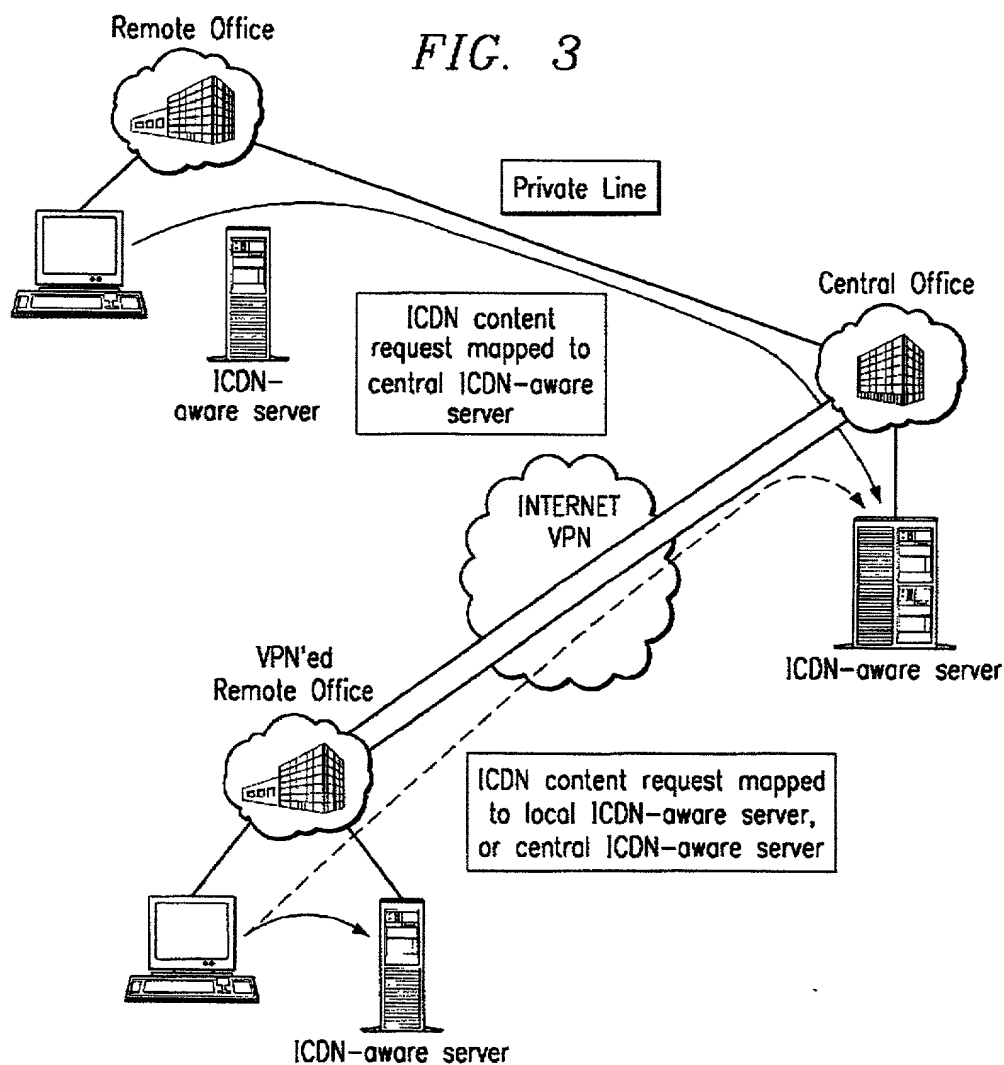 Remote Office
FIG. 3
Private Line
Central Office
ICDN content
request mapped to
central ICDN-aware
server
ICDN-
aware server
INTERNET
VPN
ICDN-aware server
VPN'ed
Remote Office
ICDN content request mapped
to local ICDN-aware server,
or central ICDN-aware server
ICDN-aware server